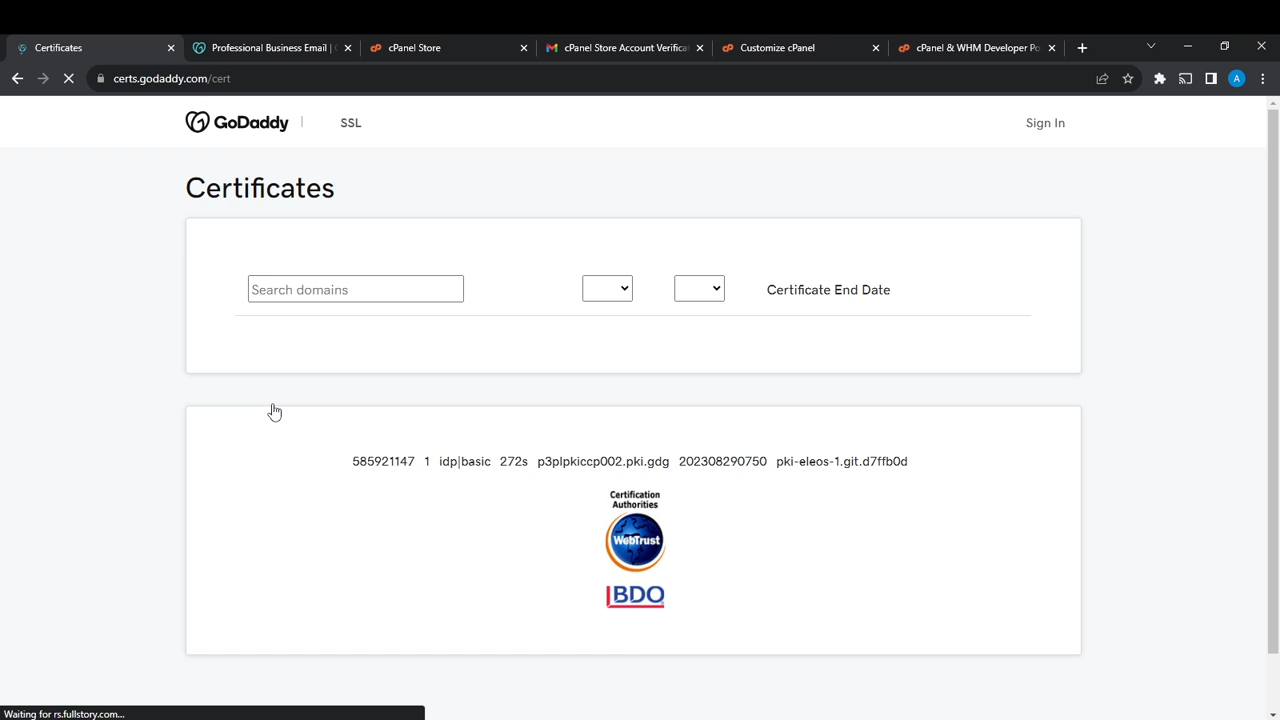 Certificates
Professional Business Email |
cPanel Store
cPanel Store Account Verifica
Customize cPanel
cPanel & WHM Developer Po
certs.godaddy.com/cert
A
GoDaddy
SSL
Sign In
Certificates
Search domains
Certificate End Date
585921147 1 idp|basic 272s p3plpkiccp002.pki.gdg 202308290750 pki-eleos-1.git.d7ffb0d
Certification
Authorities
WebTrust
BDO
Waiting for rs.fullstory.com...